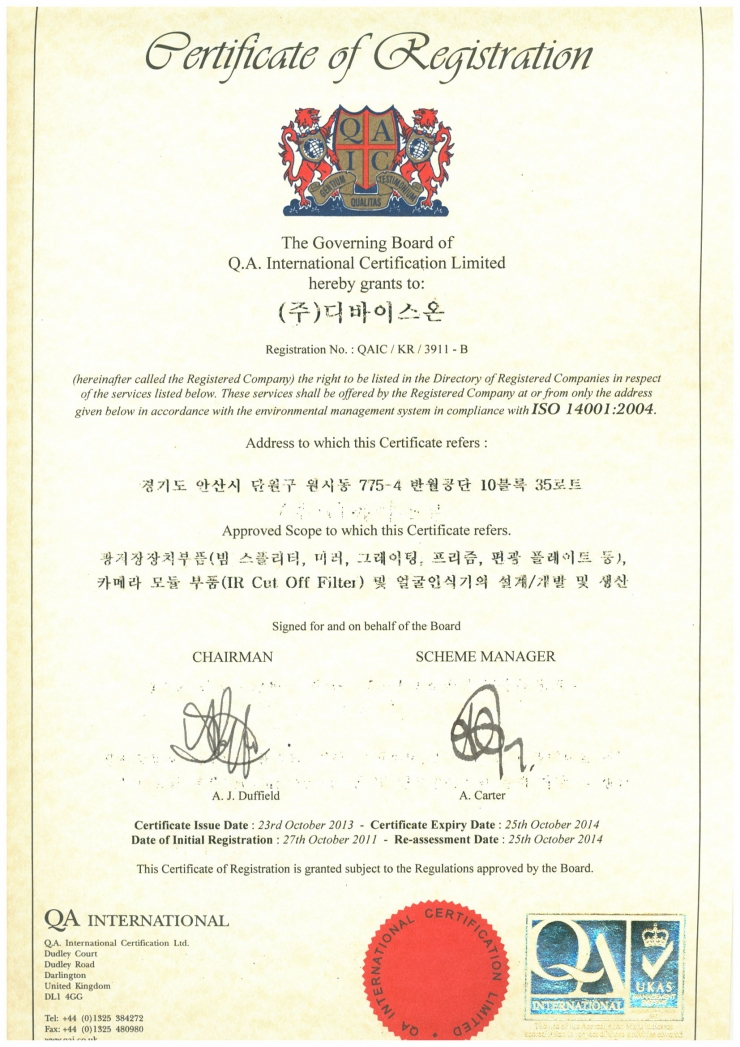 Certificate of Registration
QA
IC
GENTIUM TESTIMONIUM
QUALITAS
The Governing Board of
Q.A. International Certification Limited
hereby grants to:
(주)디바이스온
Registration No. : QAIC / KR / 3911 - B
(hereinafter called the Registered Company) the right to be listed in the Directory of Registered Companies in respect
of the services listed below. These services shall be offered by the Registered Company at or from only the address
given below in accordance with the environmental management system in compliance with ISO 14001:2004.
Address to which this Certificate refers :
경기도 안산시 단원구 원시동 775-4 반월공단 10블록 35로트
Approved Scope to which this Certificate refers.
광저장장치부품(빔 스플리터, 미러, 그레이팅, 프리즘, 편광 플레이트 등),
카메라 모듈 부품(IR Cut Off Filter) 및 얼굴인식기의 설계/개발 및 생산
Signed for and on behalf of the Board
CHAIRMAN SCHEME MANAGER
A. J. Duffield A. Carter
Certificate Issue Date : 23rd October 2013 - Certificate Expiry Date : 25th October 2014
Date of Initial Registration : 27th October 2011 - Re-assessment Date : 25th October 2014
This Certificate of Registration is granted subject to the Regulations approved by the Board.
QA INTERNATIONAL
Q.A. International Certification Ltd.
Dudley Court
Dudley Road
Darlington
United Kingdom
DL1 4GG
Tel: +44 (0)1325 384272
Fax: +44 (0)1325 480980
QA INTERNATIONAL CERTIFICATION LIMITED
QA
INTERNATIONAL
UKAS
MANAGEMENT
SYSTEMS